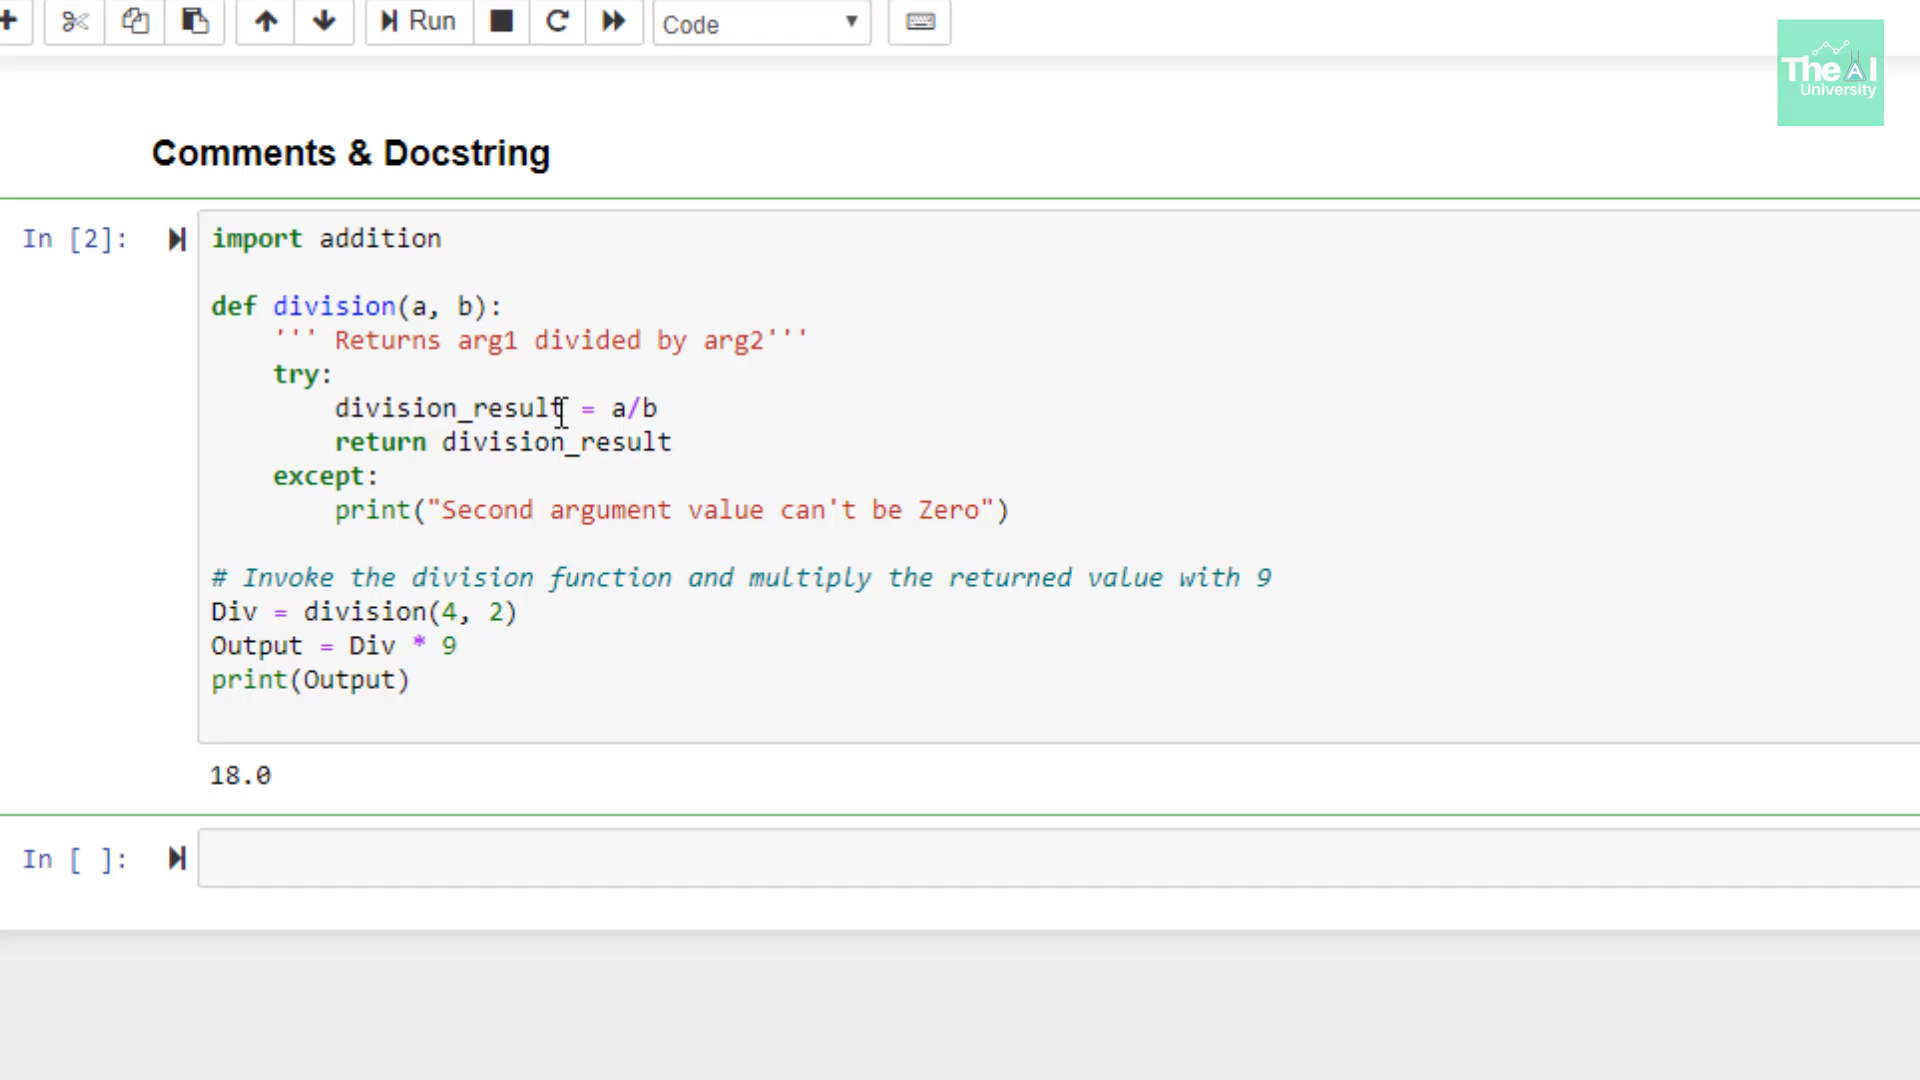 Run
Code
The AI
University
Comments & Docstring
In [2]:
import addition
def division(a, b):
''' Returns arg1 divided by arg2'''
try:
division_result = a/b
return division_result
except:
print("Second argument value can't be Zero")
# Invoke the division function and multiply the returned value with 9
Div = division(4, 2)
Output = Div * 9
print(Output)
18.0
In [ ]: